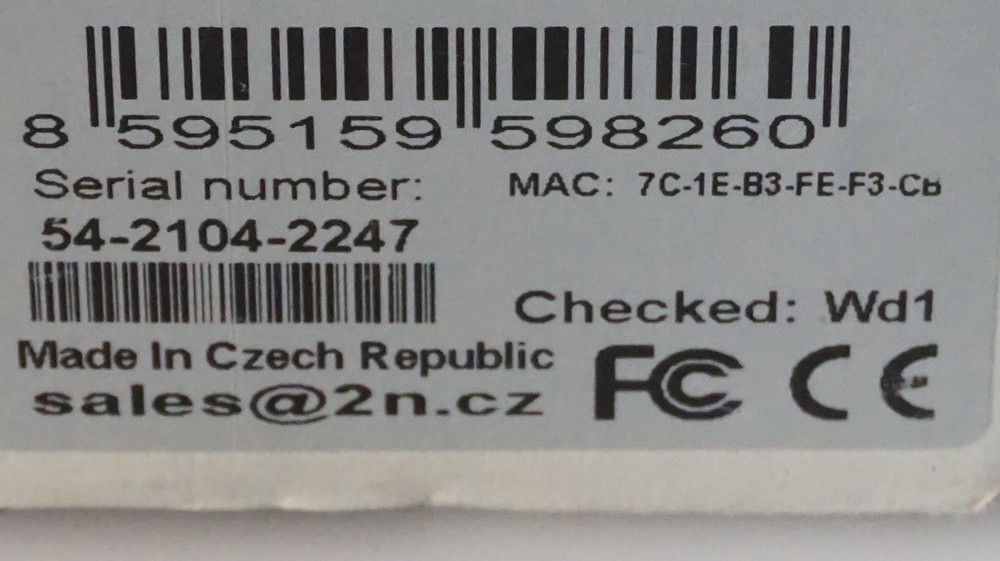 8 595159 598260
Serial number: MAC: 7C-1E-B3-FE-F3-CB
54-2104-2247
Checked: Wd1
Made In Czech Republic
sales@2n.cz FC CE